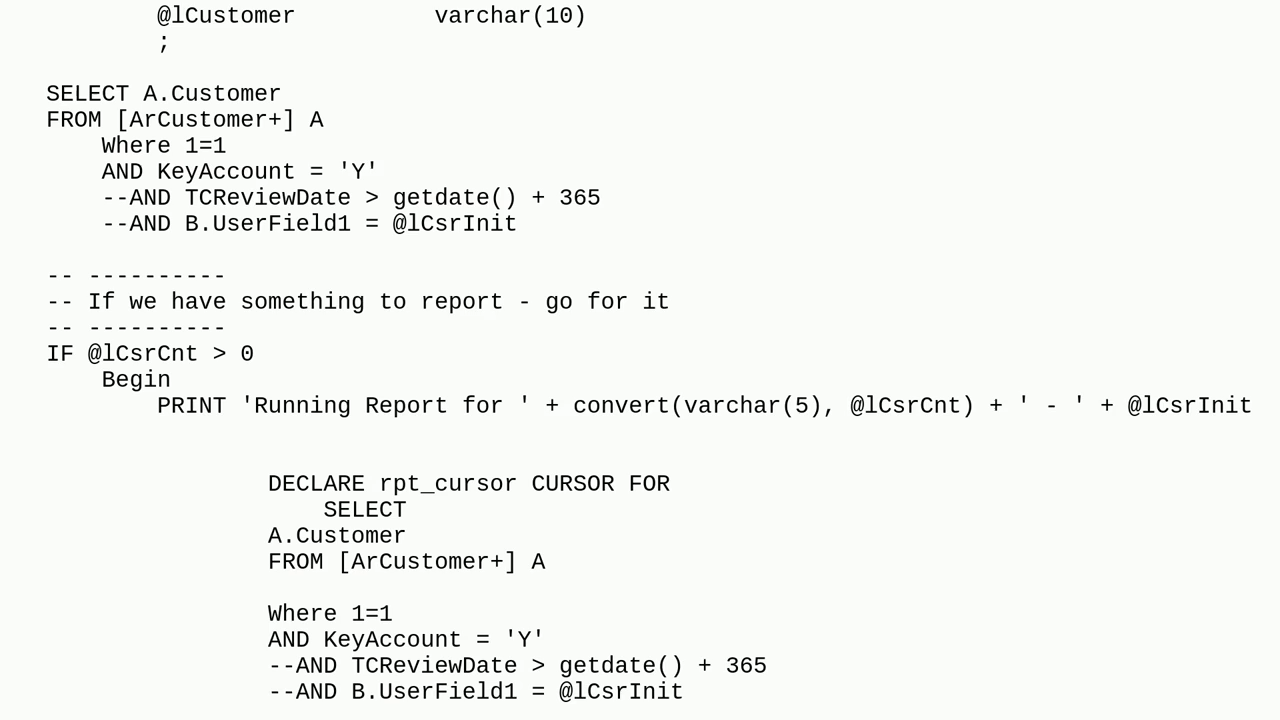 @lCustomer          varchar(10)
;
SELECT A.Customer
FROM [ArCustomer+] A
Where 1=1
AND KeyAccount = 'Y'
--AND TCReviewDate > getdate() + 365
--AND B.UserField1 = @lCsrInit
-- ----------
-- If we have something to report - go for it
-- ----------
IF @lCsrCnt > 0
Begin
PRINT 'Running Report for ' + convert(varchar(5), @lCsrCnt) + ' - ' + @lCsrInit
DECLARE rpt_cursor CURSOR FOR
SELECT
A.Customer
FROM [ArCustomer+] A
Where 1=1
AND KeyAccount = 'Y'
--AND TCReviewDate > getdate() + 365
--AND B.UserField1 = @lCsrInit